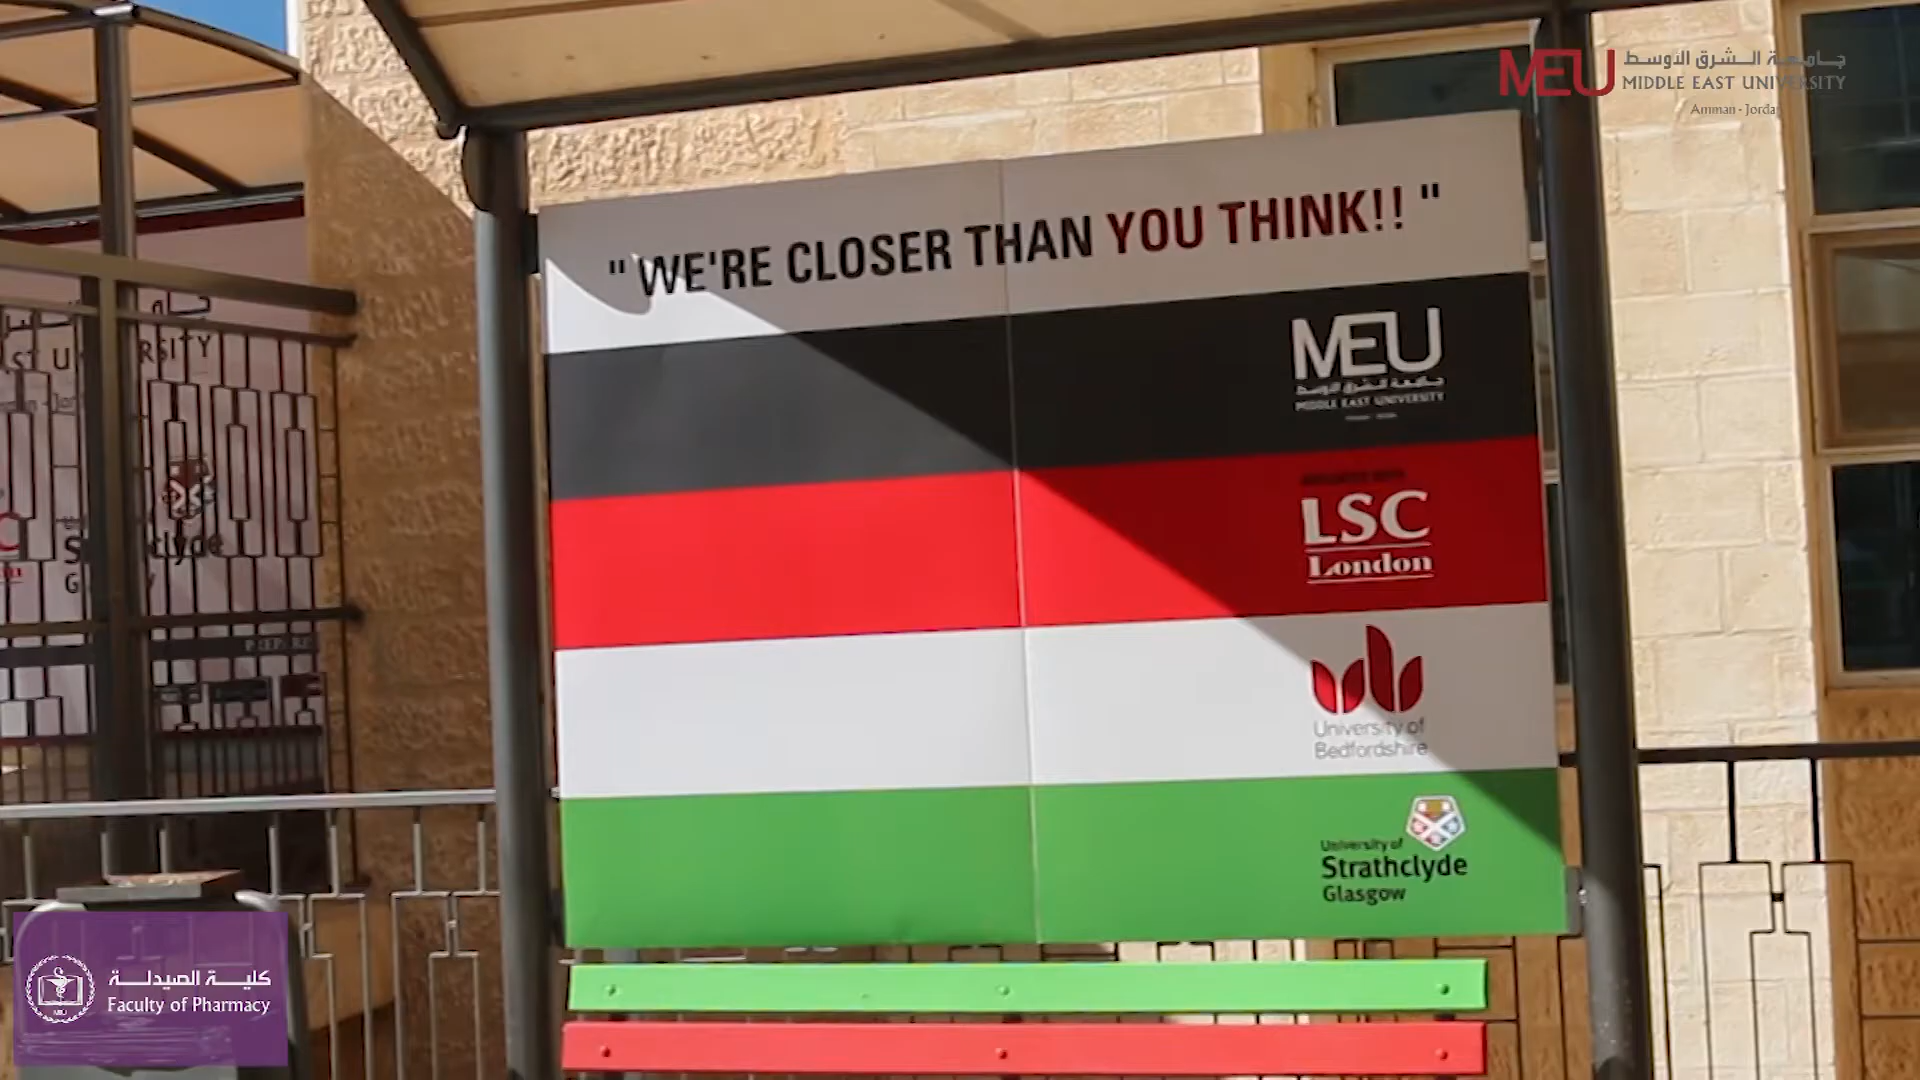 جامعة الشرق الأوسط
MEU
MIDDLE EAST UNIVERSITY
Amman - Jordan
" WE'RE CLOSER THAN YOU THINK!! "
MEU
جامعة الشرق الأوسط
MIDDLE EAST UNIVERSITY
LSC
London
University of
Bedfordshire
University of
Strathclyde
Glasgow
كلية الصيدلة
Faculty of Pharmacy